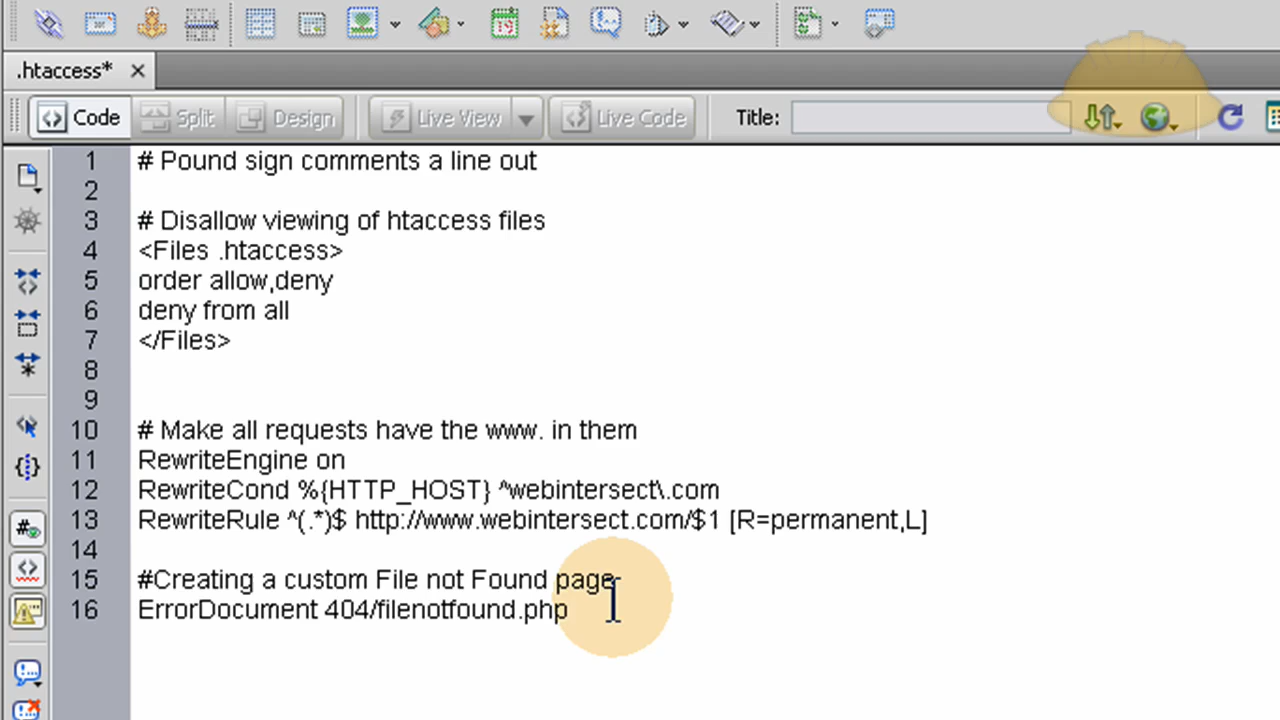 .htaccess*
Code Split Design Live View Live Code Title:
1 # Pound sign comments a line out
2
3 # Disallow viewing of htaccess files
4 <Files .htaccess>
5 order allow,deny
6 deny from all
7 </Files>
8
9
10 # Make all requests have the www. in them
11 RewriteEngine on
12 RewriteCond %{HTTP_HOST} ^webintersect\.com
13 RewriteRule ^(.*)$ http://www.webintersect.com/$1 [R=permanent,L]
14
15 #Creating a custom File not Found page
16 ErrorDocument 404/filenotfound.php